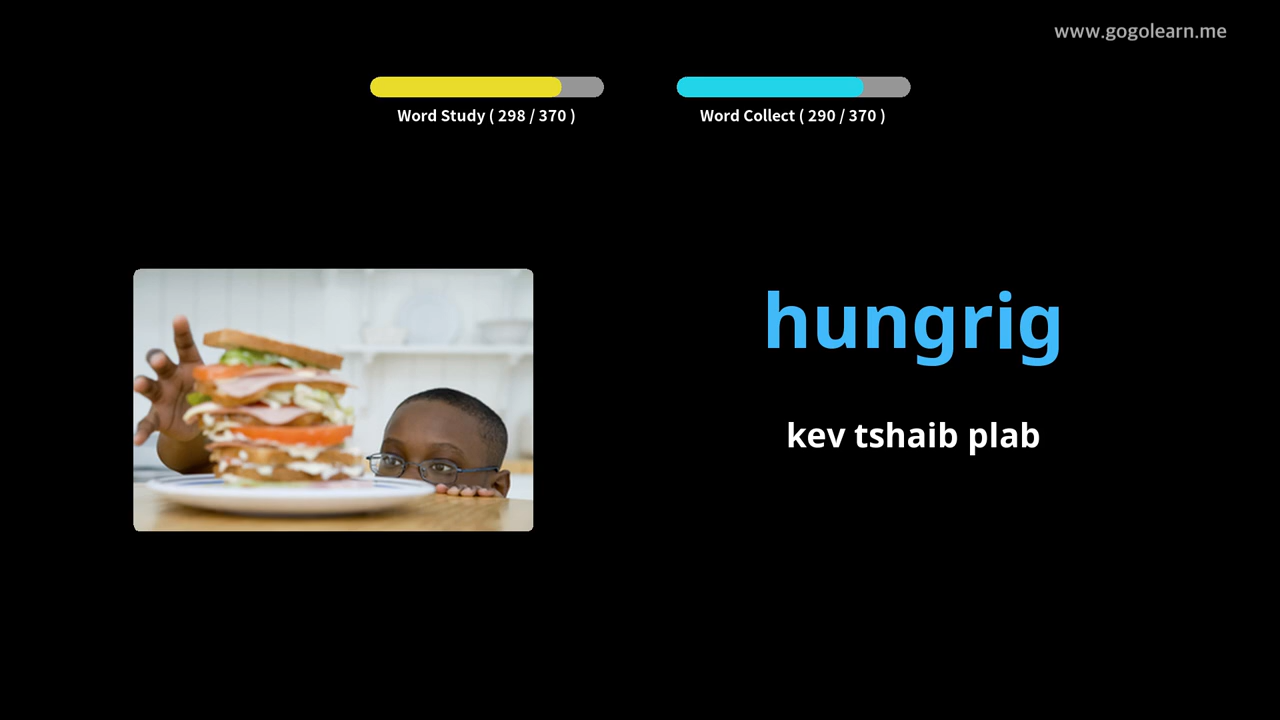 www.gogolearn.me
Word Study ( 298 / 370 )
Word Collect ( 290 / 370 )
hungrig
kev tshaib plab